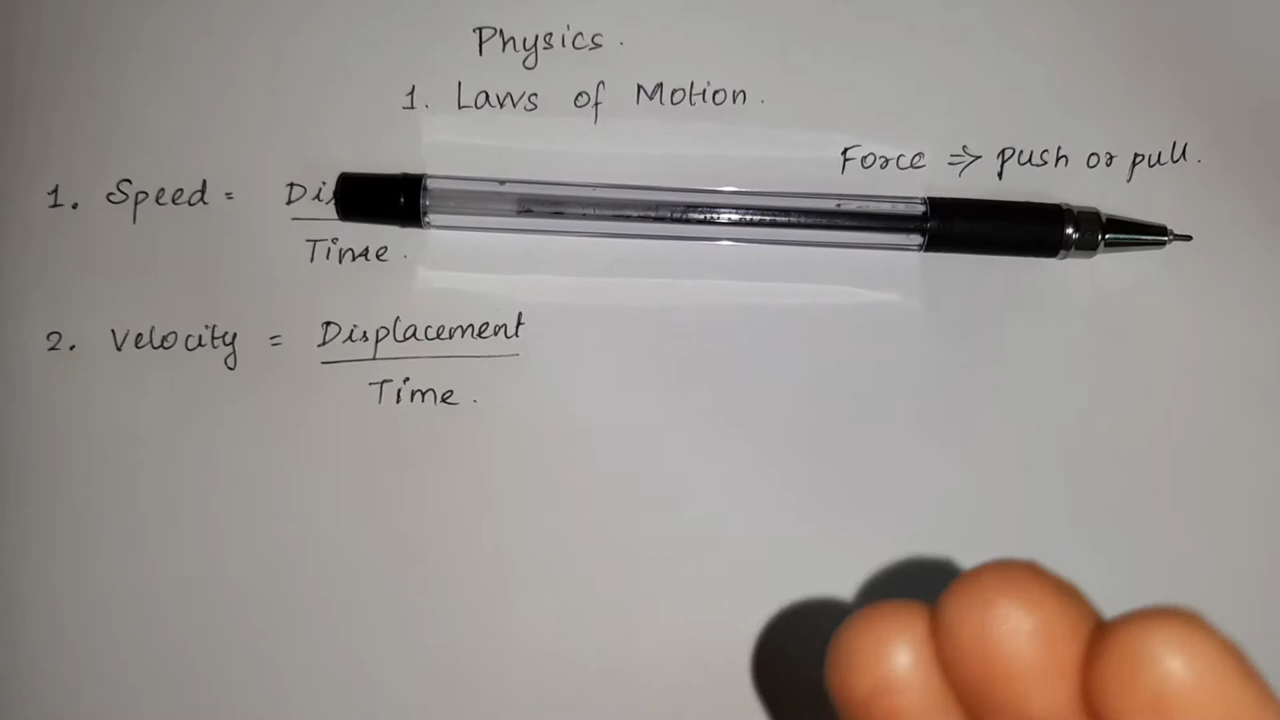 Physics.
1. Laws of Motion.
Force ⇒ push or pull.
1. Speed =
Time.
2. Velocity = Displacement
Time.